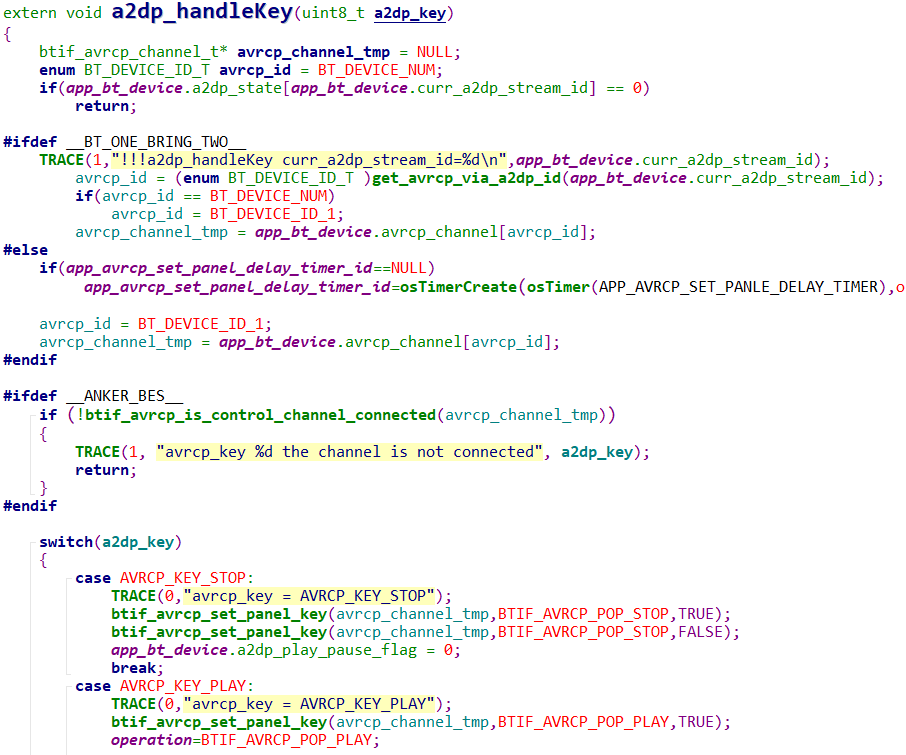 extern void a2dp_handleKey(uint8_t a2dp_key)
{
    btif_avrcp_channel_t* avrcp_channel_tmp = NULL;
    enum BT_DEVICE_ID_T avrcp_id = BT_DEVICE_NUM;
    if(app_bt_device.a2dp_state[app_bt_device.curr_a2dp_stream_id] == 0)
        return;

#ifdef __BT_ONE_BRING_TWO__
    TRACE(1,"!!!a2dp_handleKey curr_a2dp_stream_id=%d\n",app_bt_device.curr_a2dp_stream_id);
        avrcp_id = (enum BT_DEVICE_ID_T )get_avrcp_via_a2dp_id(app_bt_device.curr_a2dp_stream_id);
        if(avrcp_id == BT_DEVICE_NUM)
            avrcp_id = BT_DEVICE_ID_1;
        avrcp_channel_tmp = app_bt_device.avrcp_channel[avrcp_id];
#else
    if(app_avrcp_set_panel_delay_timer_id==NULL)
         app_avrcp_set_panel_delay_timer_id=osTimerCreate(osTimer(APP_AVRCP_SET_PANLE_DELAY_TIMER),o

    avrcp_id = BT_DEVICE_ID_1;
    avrcp_channel_tmp = app_bt_device.avrcp_channel[avrcp_id];
#endif

#ifdef __ANKER_BES__
    if (!btif_avrcp_is_control_channel_connected(avrcp_channel_tmp))
    {
        TRACE(1, "avrcp_key %d the channel is not connected", a2dp_key);
        return;
    }
#endif

    switch(a2dp_key)
    {
        case AVRCP_KEY_STOP:
            TRACE(0,"avrcp_key = AVRCP_KEY_STOP");
            btif_avrcp_set_panel_key(avrcp_channel_tmp,BTIF_AVRCP_POP_STOP,TRUE);
            btif_avrcp_set_panel_key(avrcp_channel_tmp,BTIF_AVRCP_POP_STOP,FALSE);
            app_bt_device.a2dp_play_pause_flag = 0;
            break;
        case AVRCP_KEY_PLAY:
            TRACE(0,"avrcp_key = AVRCP_KEY_PLAY");
            btif_avrcp_set_panel_key(avrcp_channel_tmp,BTIF_AVRCP_POP_PLAY,TRUE);
            operation=BTIF_AVRCP_POP_PLAY;